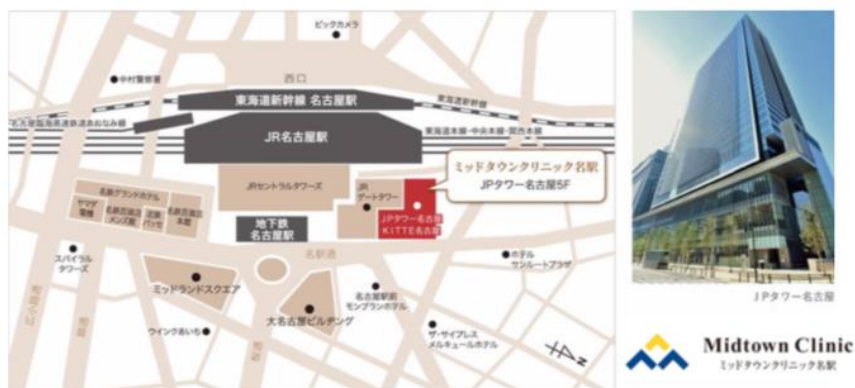 ビックカメラ
中村警察署
西口
東海道新幹線 名古屋駅
東海道新幹線
名古屋臨海高速鉄道あおなみ線
JR名古屋駅
東海道本線・中央本線・関西本線
ミッドタウンクリニック名駅
JPタワー名古屋5F
JRセントラルタワーズ
JR
ゲートタワー
名鉄グランドホテル
ヤマダ
電機
名鉄百貨店
メンズ館
近鉄
パッセ
名鉄百貨店
本館
地下鉄
名古屋駅
JPタワー名古屋
KITTE名古屋
スパイラル
タワーズ
名駅通
ホテル
サンルートプラザ
ミッドランドスクエア
大名古屋ビルヂング
名古屋駅前
モンブランホテル
広小路通
ウインクあいち
桜通
ザ・サイプレス
メルキュールホテル
N
JPタワー名古屋
Midtown Clinic
ミッドタウンクリニック名駅